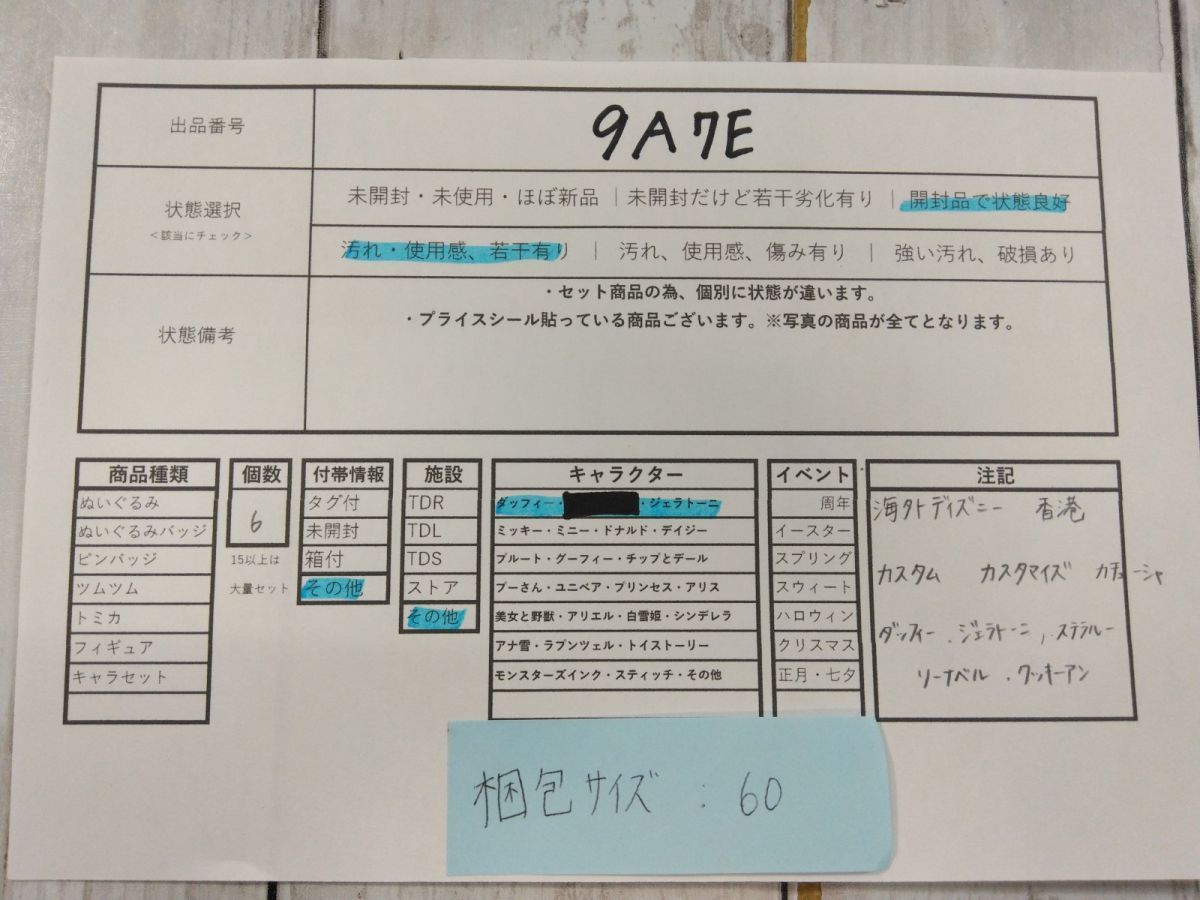 出品番号
9A7E
状態選択
<該当にチェック>
未開封・未使用・ほぼ新品 | 未開封だけど若干劣化有り | 開封品で状態良好
汚れ・使用感、若干有り | 汚れ、使用感、傷み有り | 強い汚れ、破損あり
状態備考
・セット商品の為、個別に状態が違います。
・プライスシール貼っている商品ございます。※写真の商品が全てとなります。
商品種類
ぬいぐるみ
ぬいぐるみバッジ
ピンバッジ
ツムツム
トミカ
フィギュア
キャラセット
個数
6
15以上は
大量セット
付帯情報
タグ付
未開封
箱付
その他
施設
TDR
TDL
TDS
ストア
その他
キャラクター
ダッフィー・ ・ジェラトーニ
ミッキー・ミニー・ドナルド・デイジー
プルート・グーフィー・チップとデール
プーさん・ユニベア・プリンセス・アリス
美女と野獣・アリエル・白雪姫・シンデレラ
アナ雪・ラプンツェル・トイストーリー
モンスターズインク・スティッチ・その他
イベント
周年
イースター
スプリング
スウィート
ハロウィン
クリスマス
正月・七夕
注記
海外ディズニー 香港
カスタム カスタマイズ カチューシャ
ダッフィー、ジェラトーニ、ステラルー
リーナベル、クッキーアン
梱包サイズ : 60